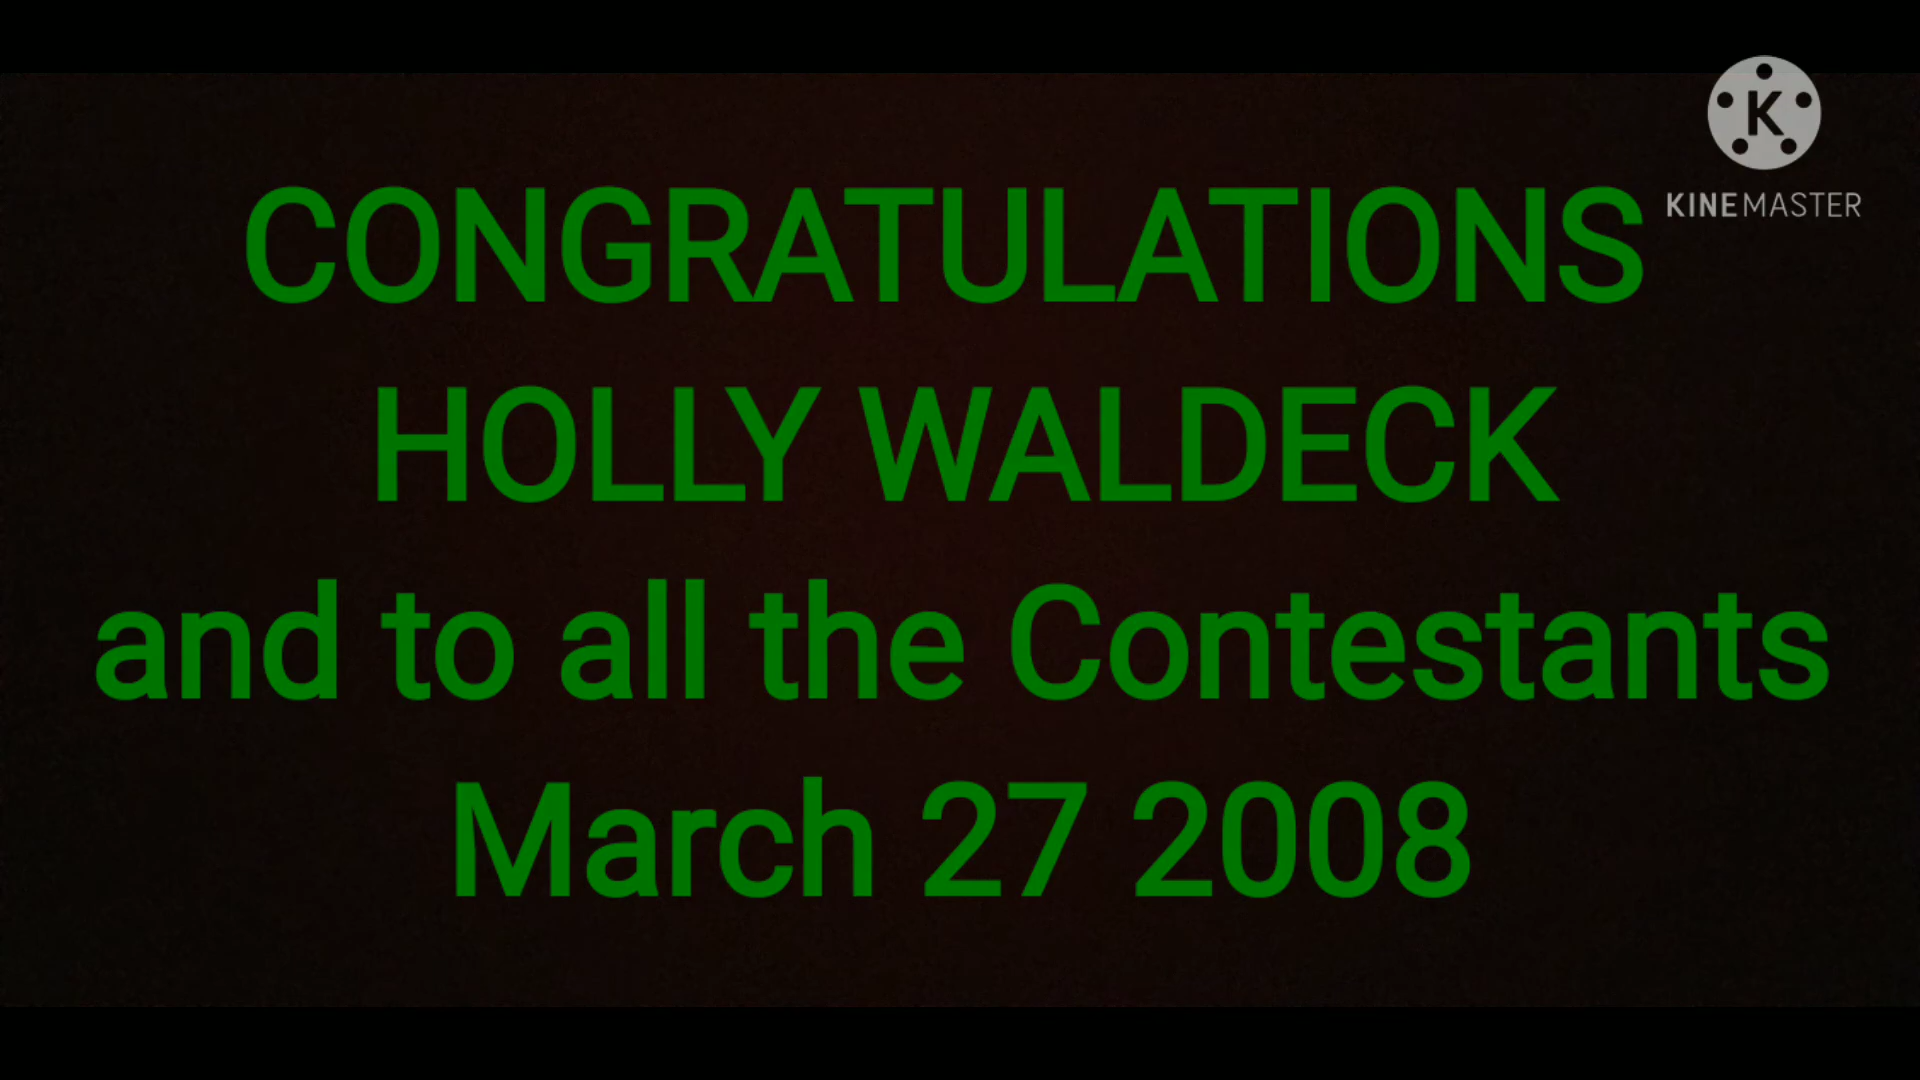 K
KINEMASTER
CONGRATULATIONS
HOLLY WALDECK
and to all the Contestants
March 27 2008